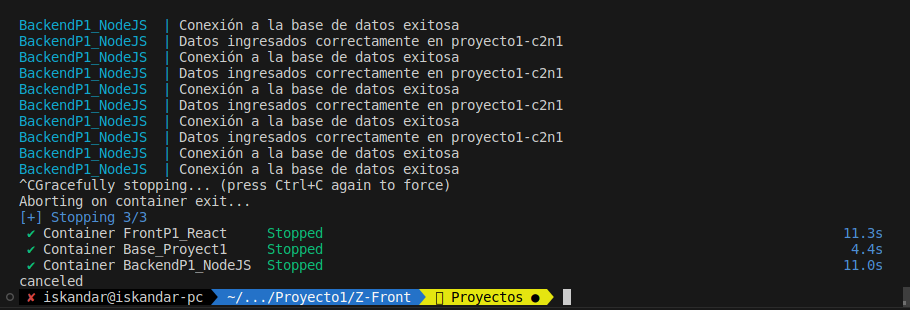 BackendP1_NodeJS | Conexión a la base de datos exitosa
BackendP1_NodeJS | Datos ingresados correctamente en proyecto1-c2n1
BackendP1_NodeJS | Conexión a la base de datos exitosa
BackendP1_NodeJS | Datos ingresados correctamente en proyecto1-c2n1
BackendP1_NodeJS | Conexión a la base de datos exitosa
BackendP1_NodeJS | Datos ingresados correctamente en proyecto1-c2n1
BackendP1_NodeJS | Conexión a la base de datos exitosa
BackendP1_NodeJS | Datos ingresados correctamente en proyecto1-c2n1
BackendP1_NodeJS | Conexión a la base de datos exitosa
BackendP1_NodeJS | Conexión a la base de datos exitosa
^CGracefully stopping... (press Ctrl+C again to force)
Aborting on container exit...
[+] Stopping 3/3
✔ Container FrontP1_React Stopped 11.3s
✔ Container Base_Proyect1 Stopped 4.4s
✔ Container BackendP1_NodeJS Stopped 11.0s
canceled
✘ iskandar@iskandar-pc ~/.../Proyecto1/Z-Front Proyectos ●